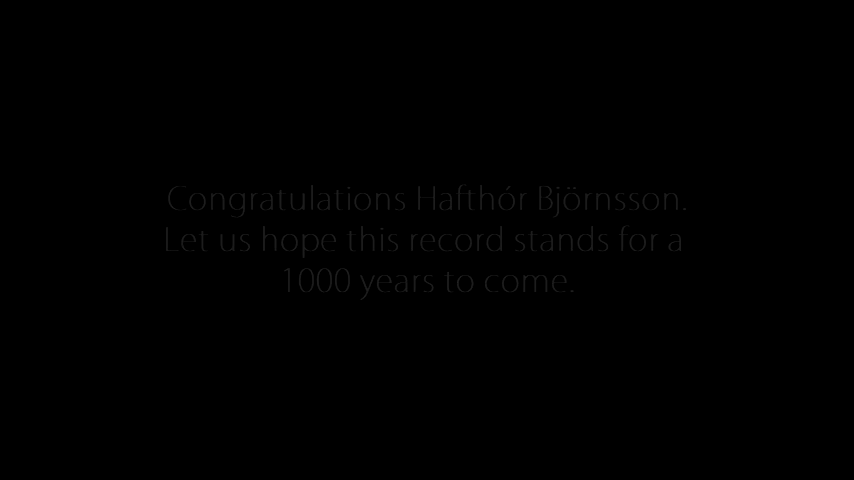 Congratulations Hafthór Björnsson.
Let us hope this record stands for a
1000 years to come.